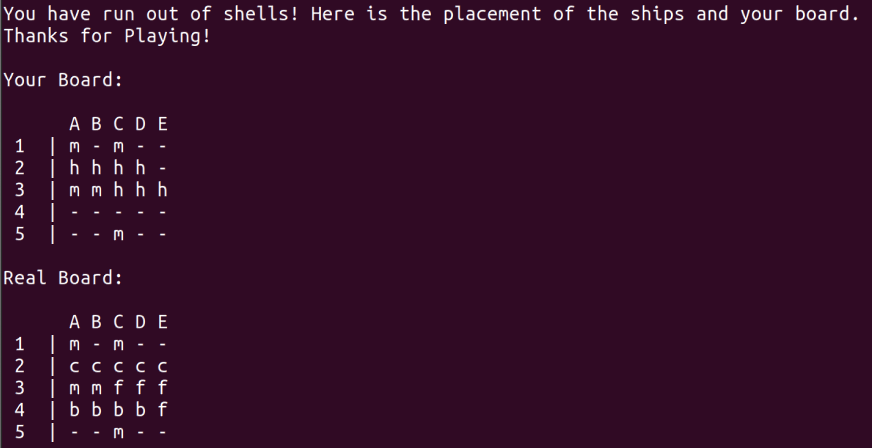 You have run out of shells! Here is the placement of the ships and your board.
Thanks for Playing!

Your Board:

      A B C D E
 1  | m - m - -
 2  | h h h h -
 3  | m m h h h
 4  | - - - - -
 5  | - - m - -

Real Board:

      A B C D E
 1  | m - m - -
 2  | c c c c c
 3  | m m f f f
 4  | b b b b f
 5  | - - m - -